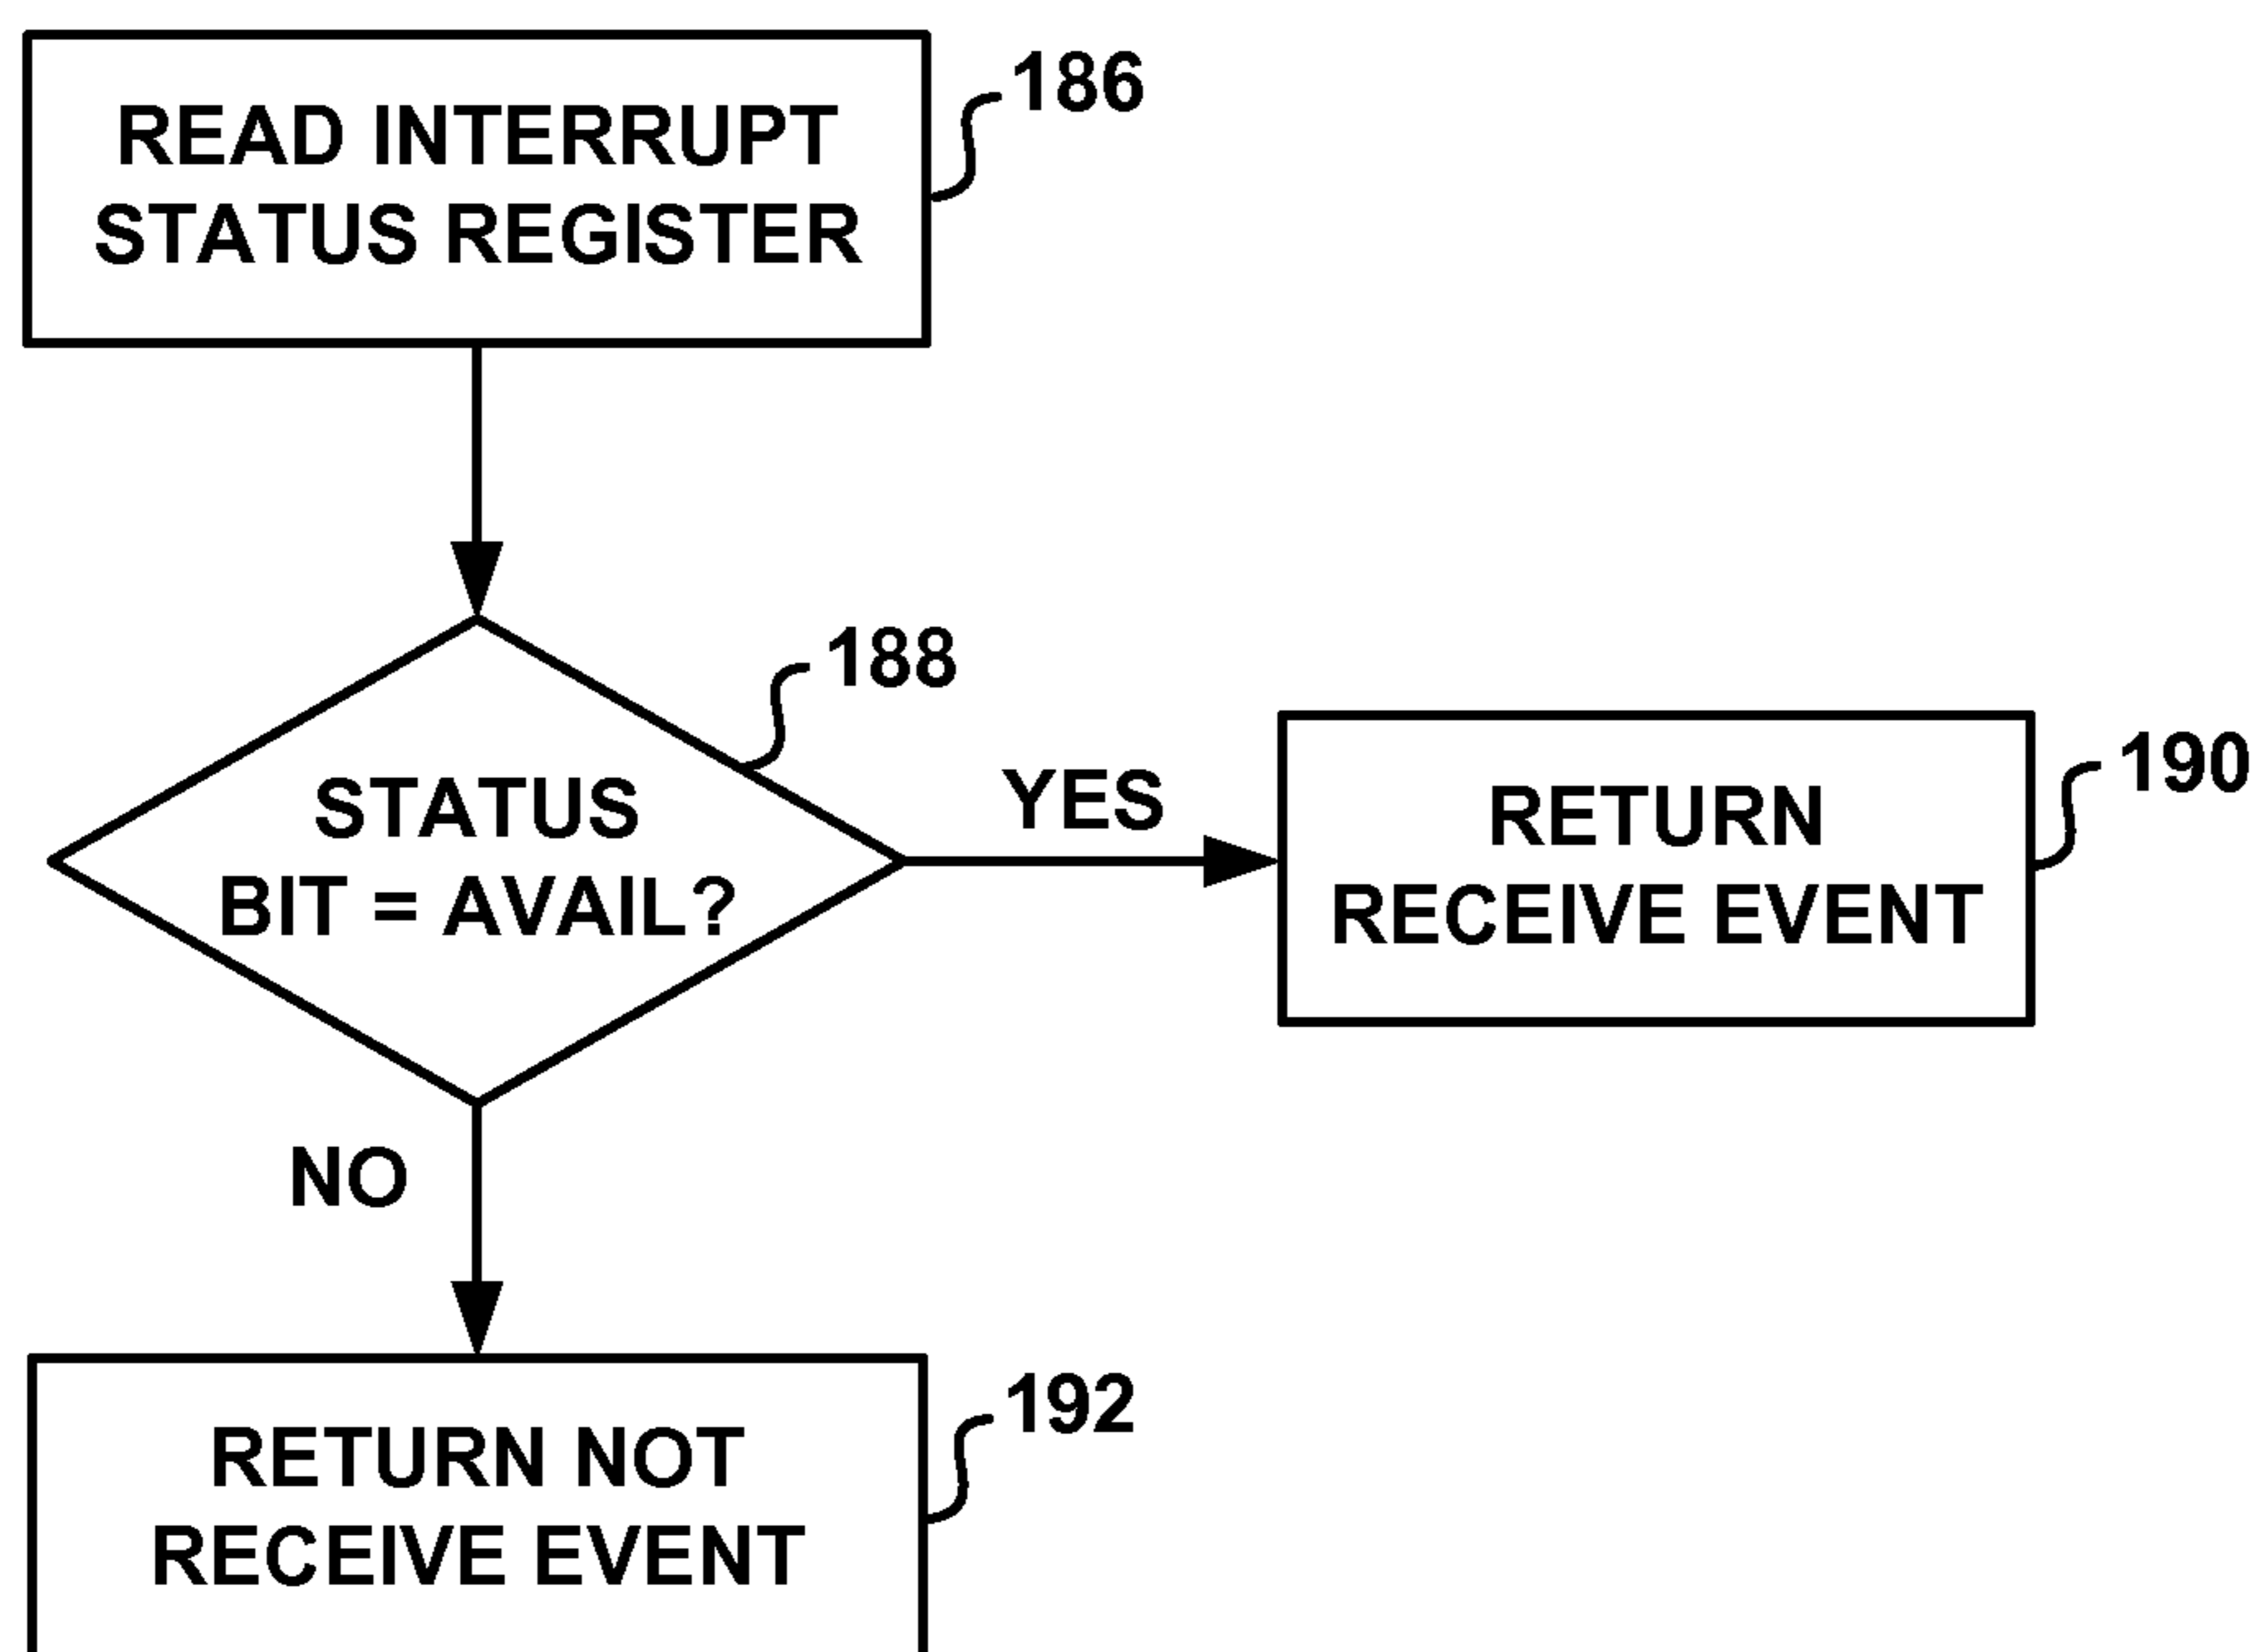 186
READ INTERRUPT
STATUS REGISTER
188
STATUS
BIT = AVAIL?
YES
190
RETURN
RECEIVE EVENT
NO
192
RETURN NOT
RECEIVE EVENT